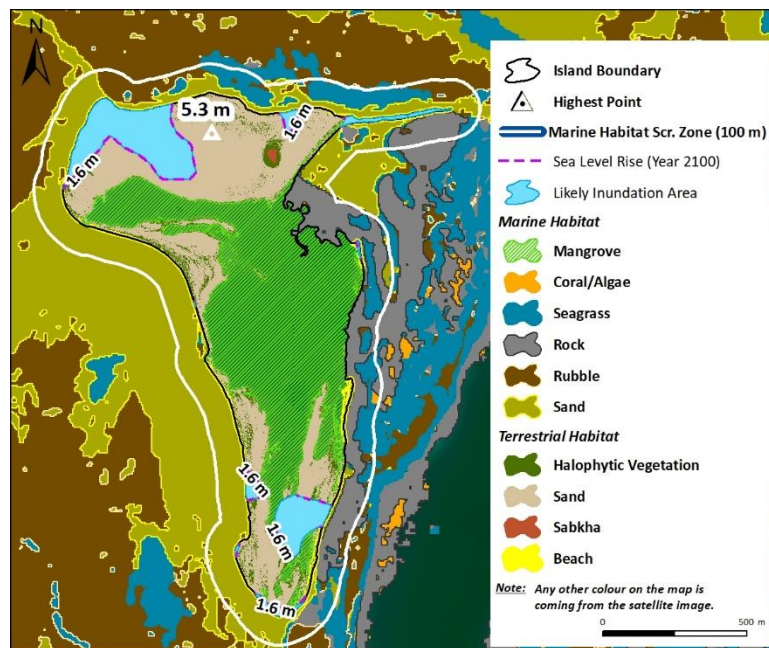 N
5.3 m
1.6 m
1.6 m
1.6 m
1.6 m
1.6 m
Island Boundary
Highest Point
Marine Habitat Scr. Zone (100 m)
Sea Level Rise (Year 2100)
Likely Inundation Area
Marine Habitat
Mangrove
Coral/Algae
Seagrass
Rock
Rubble
Sand
Terrestrial Habitat
Halophytic Vegetation
Sand
Sabkha
Beach
Note: Any other colour on the map is
coming from the satellite image.
0 500 m